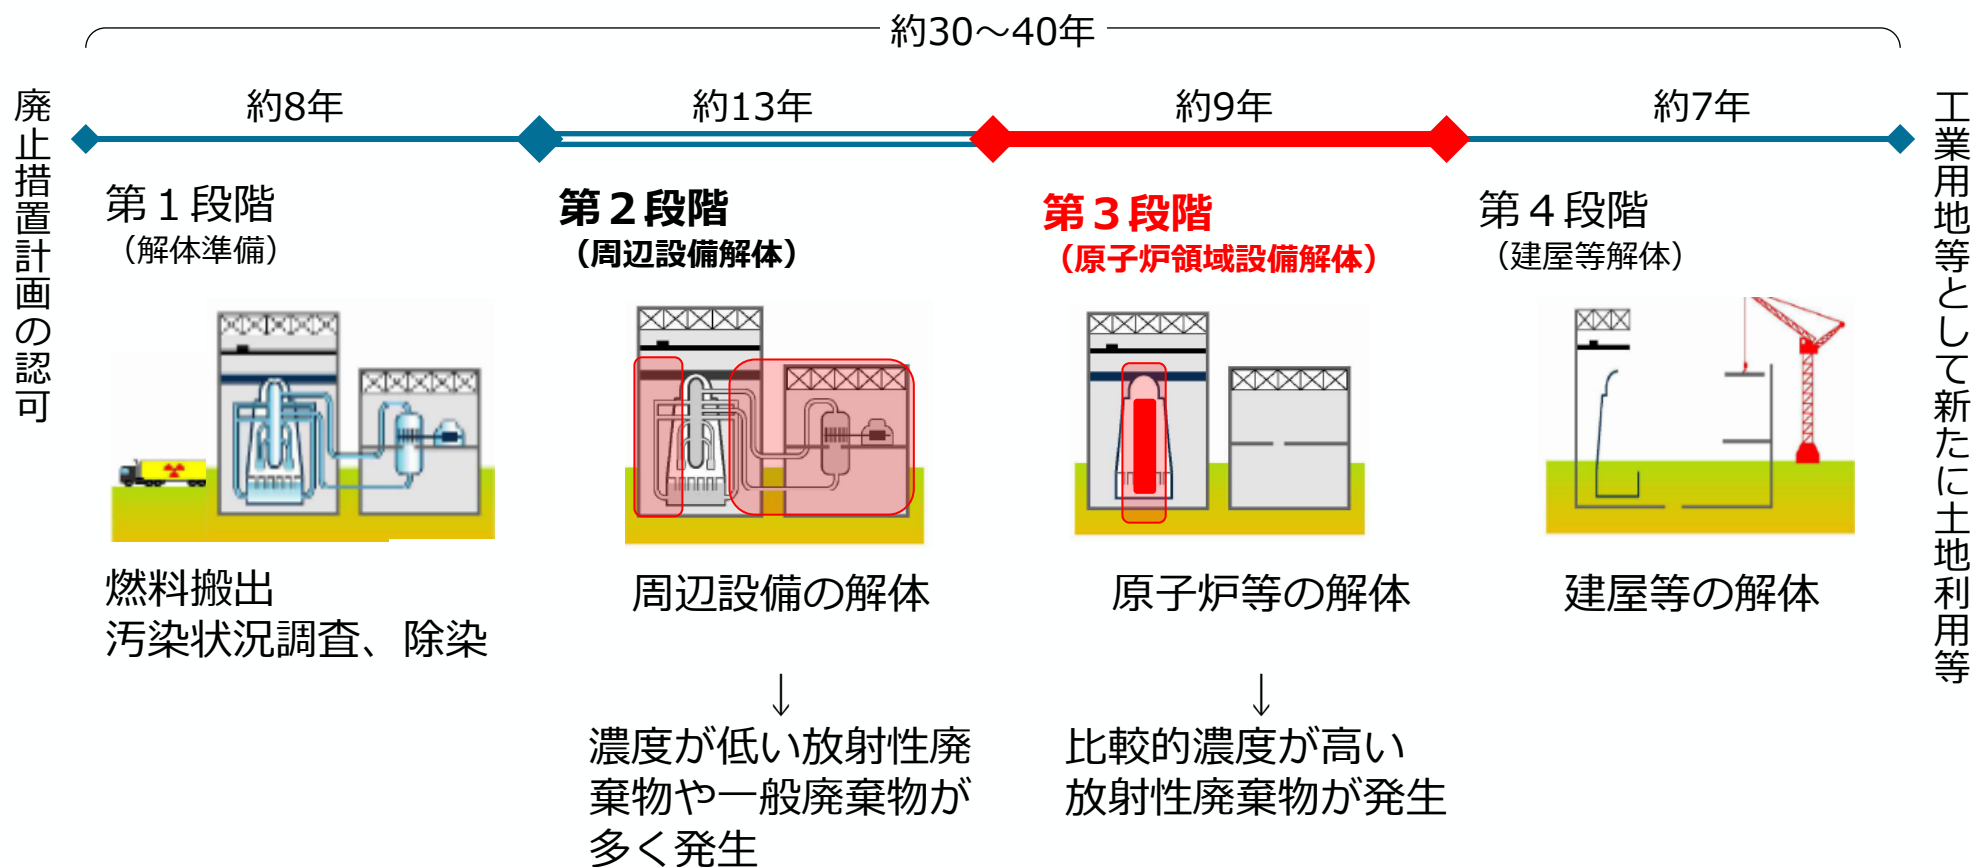 約30～40年
廃止措置計画の認可
約8年
約13年
約9年
約7年
工業用地等として新たに土地利用等
第１段階
（解体準備）
第２段階
（周辺設備解体）
第３段階
（原子炉領域設備解体）
第４段階
（建屋等解体）
燃料搬出
汚染状況調査、除染
周辺設備の解体
↓
濃度が低い放射性廃
棄物や一般廃棄物が
多く発生
原子炉等の解体
↓
比較的濃度が高い
放射性廃棄物が発生
建屋等の解体